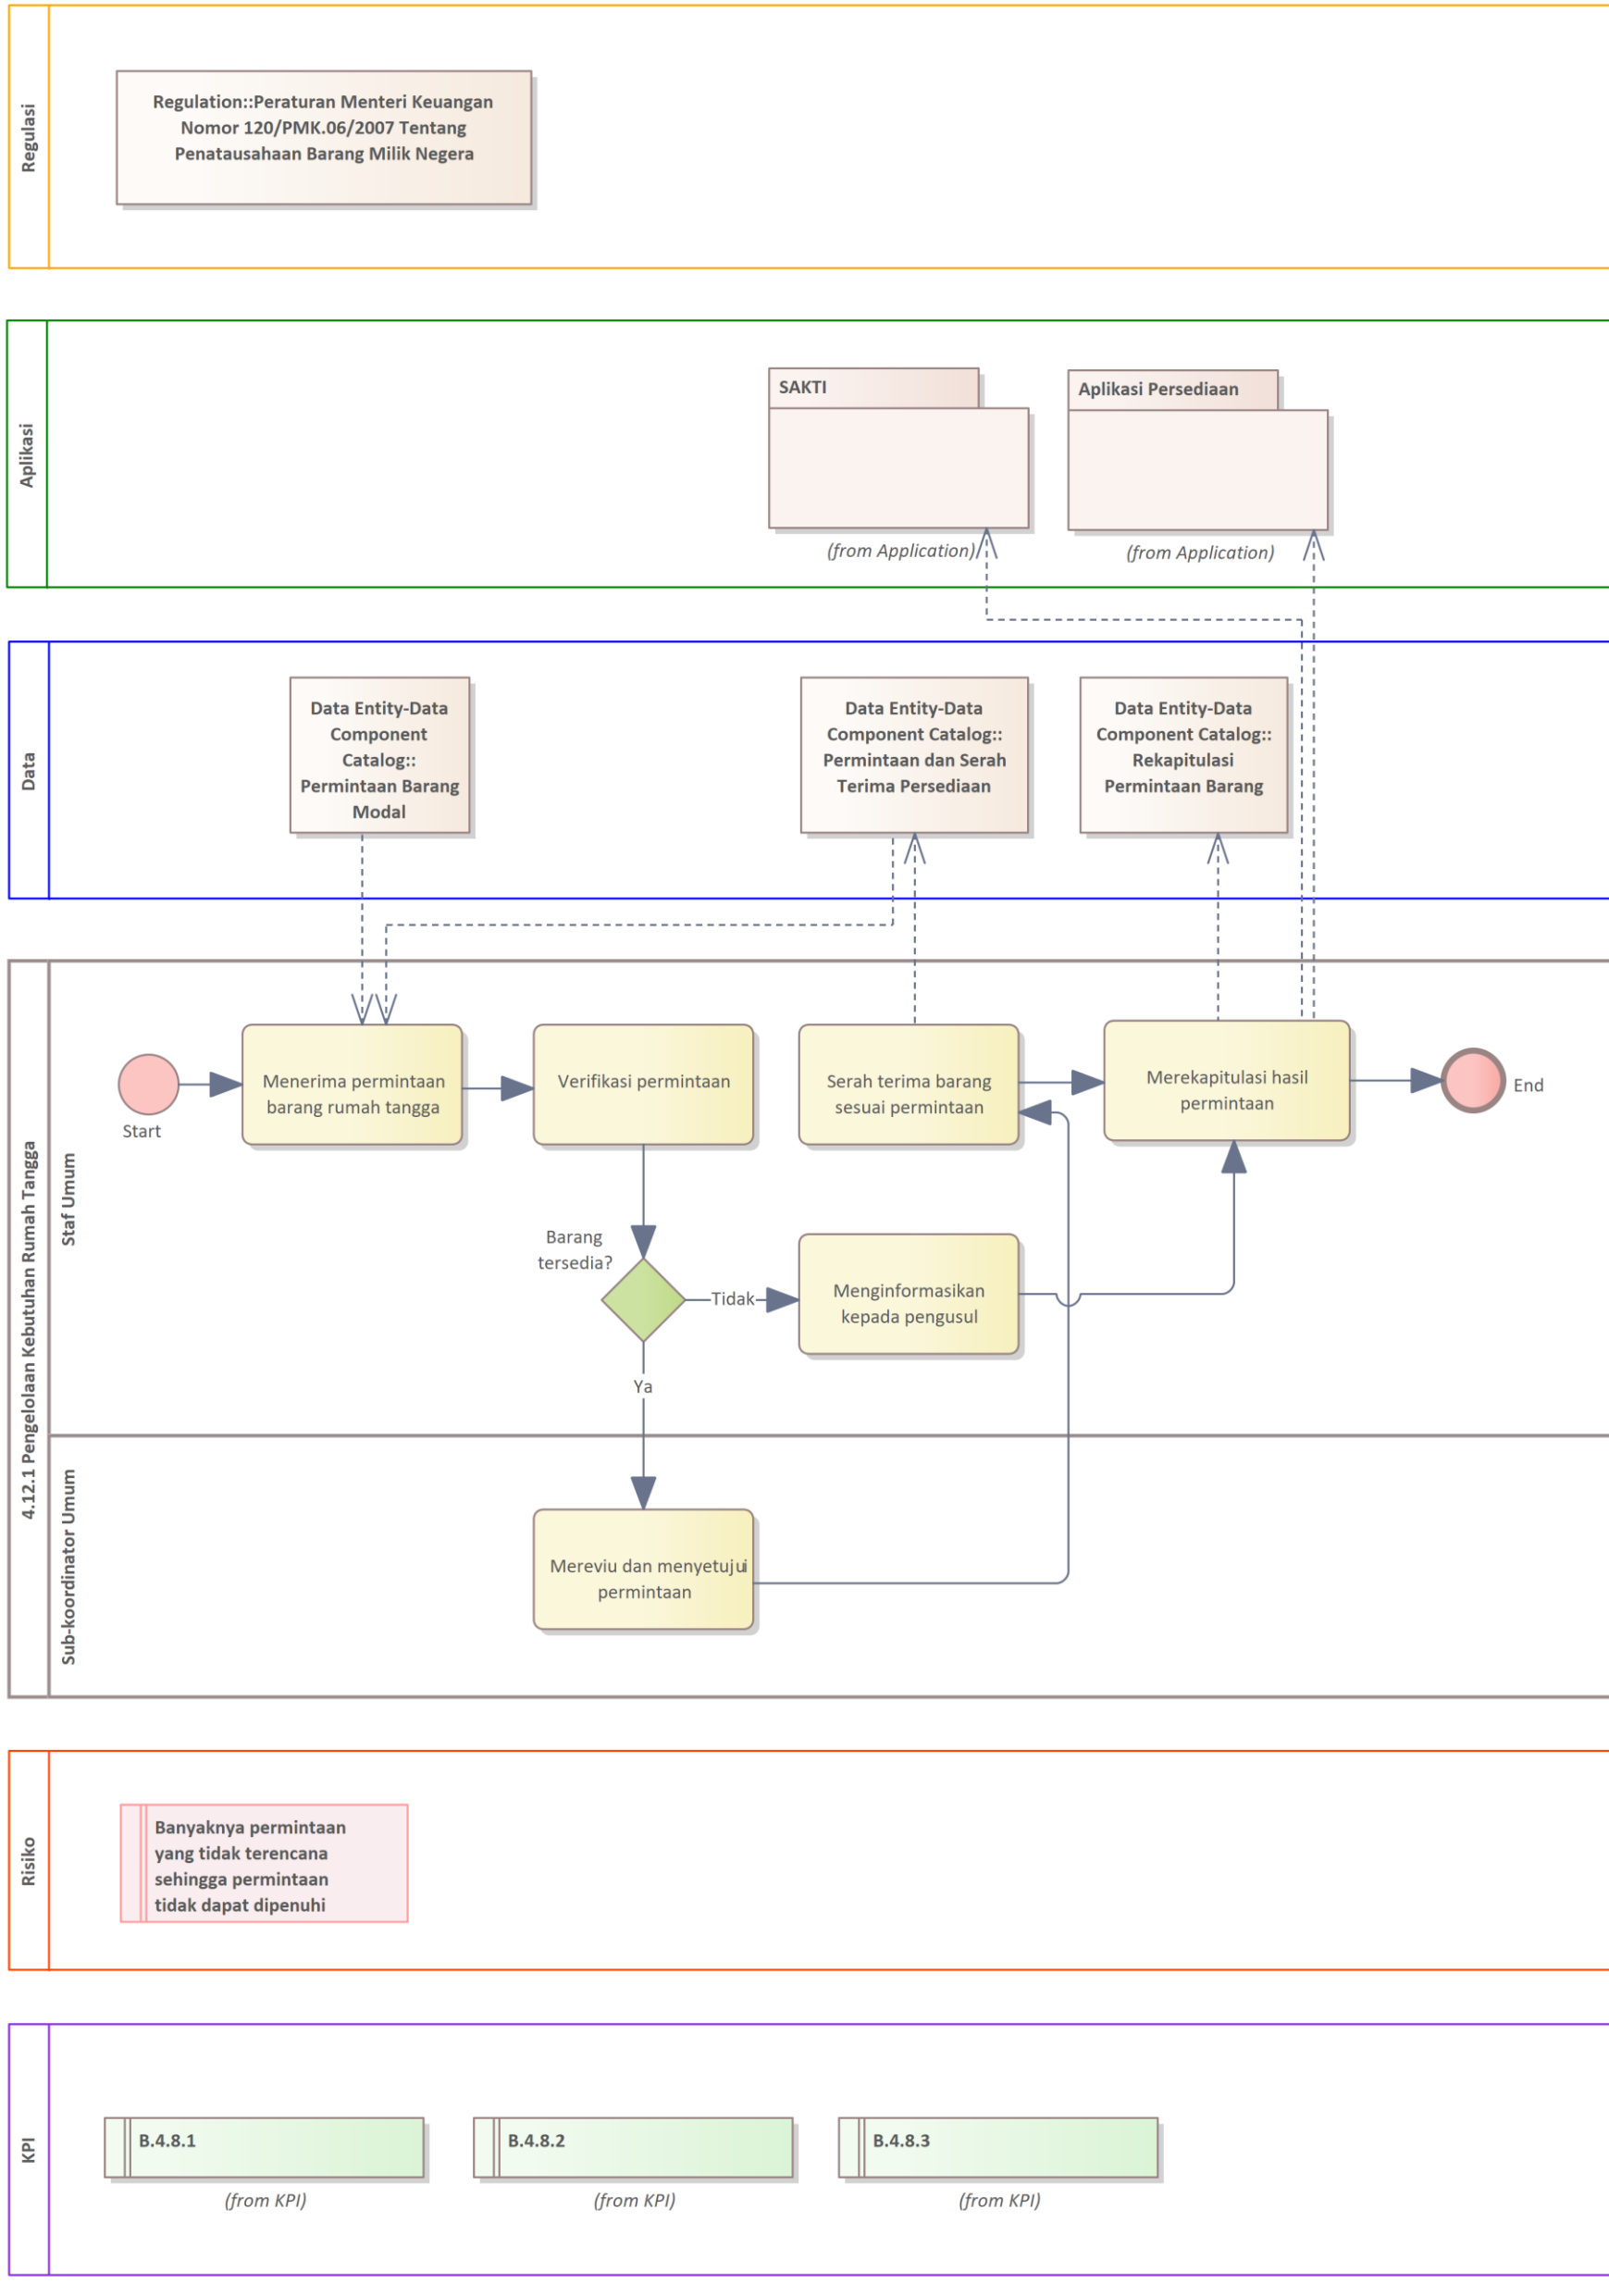 Regulasi
Regulation::Peraturan Menteri Keuangan
Nomor 120/PMK.06/2007 Tentang
Penatausahaan Barang Milik Negera
Aplikasi
SAKTI
(from Application)
Aplikasi Persediaan
(from Application)
Data
Data Entity-Data
Component
Catalog::
Permintaan Barang
Modal
Data Entity-Data
Component Catalog::
Permintaan dan Serah
Terima Persediaan
Data Entity-Data
Component Catalog::
Rekapitulasi
Permintaan Barang
4.12.1 Pengelolaan Kebutuhan Rumah Tangga
Staf Umum
Start
Menerima permintaan
barang rumah tangga
Verifikasi permintaan
Serah terima barang
sesuai permintaan
Merekapitulasi hasil
permintaan
End
Barang
tersedia?
Tidak
Menginformasikan
kepada pengusul
Ya
Sub-koordinator Umum
Mereviu dan menyetujui
permintaan
Risiko
Banyaknya permintaan
yang tidak terencana
sehingga permintaan
tidak dapat dipenuhi
KPI
B.4.8.1
(from KPI)
B.4.8.2
(from KPI)
B.4.8.3
(from KPI)